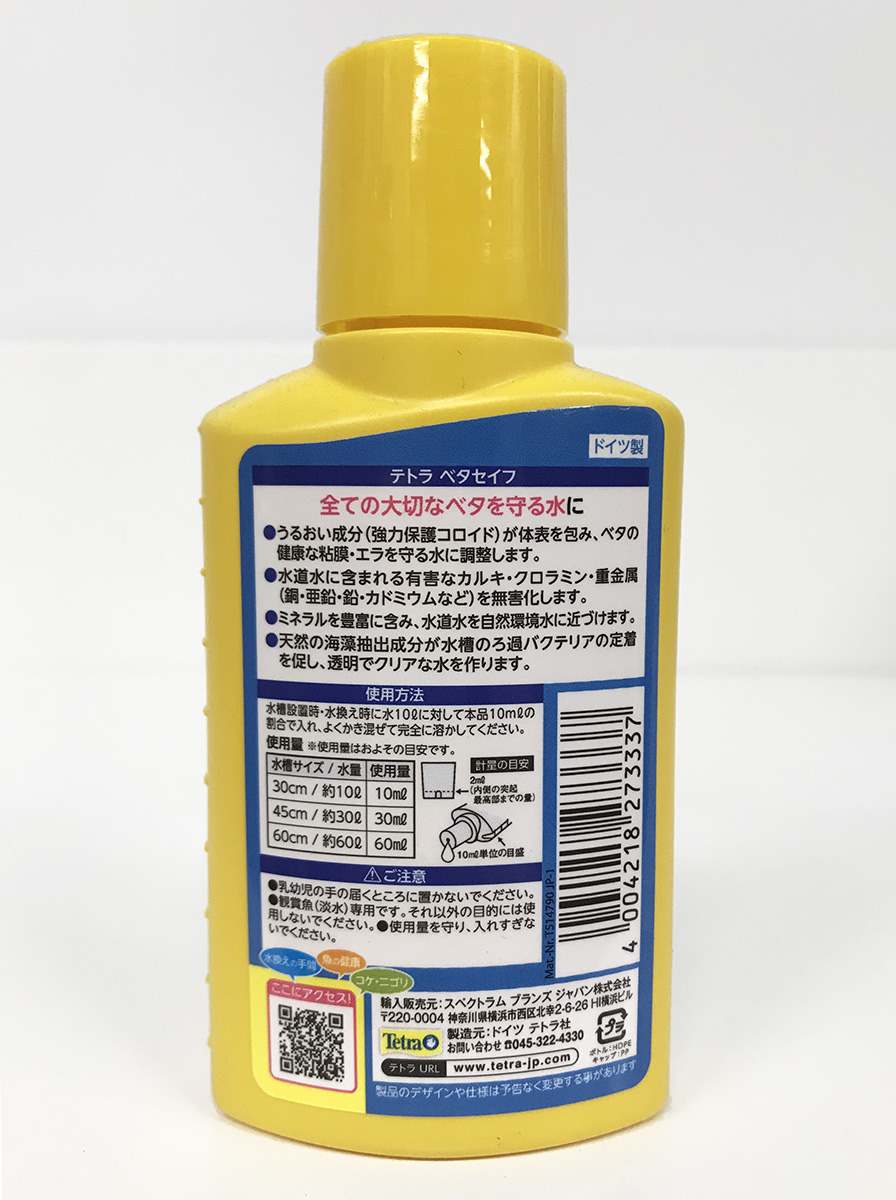 ドイツ製
テトラ ベタセイフ
全ての大切なベタを守る水に
●うるおい成分(強力保護コロイド)が体表を包み、ベタの
健康な粘膜・エラを守る水に調整します。
●水道水に含まれる有害なカルキ・クロラミン・重金属
(銅・亜鉛・鉛・カドミウムなど)を無害化します。
●ミネラルを豊富に含み、水道水を自然環境水に近づけます。
●天然の海藻抽出成分が水槽のろ過バクテリアの定着
を促し、透明でクリアな水を作ります。
使用方法
水槽設置時・水換え時に水10ℓに対して本品10mℓの
割合で入れ、よくかき混ぜて完全に溶かしてください。
使用量 ※使用量はおよその目安です。
水槽サイズ / 水量 使用量
30cm / 約10ℓ 10mℓ
45cm / 約30ℓ 30mℓ
60cm / 約60ℓ 60mℓ
計量の目安
2mℓ
(内側の突起
最高部までの量)
10mℓ単位の目盛
⚠ご注意
●乳幼児の手の届くところに置かないでください。
●観賞魚(淡水)専用です。それ以外の目的には使
用しないでください。●使用量を守り、入れすぎな
いでください。
Mat.-Nr. TS14790 JP-1
4 004218 273337
水換えの手間
魚の健康
コケ・ニゴリ
ここにアクセス!
輸入販売元:スペクトラム ブランズ ジャパン株式会社
〒220-0004 神奈川県横浜市西区北幸2-6-26 HI横浜ビル
Tetra
製造元:ドイツ テトラ社
お問い合わせ ☎045-322-4330
テトラ URL www.tetra-jp.com
プラ
ボトル:HDPE
キャップ:PP
製品のデザインや仕様は予告なく変更する事があります